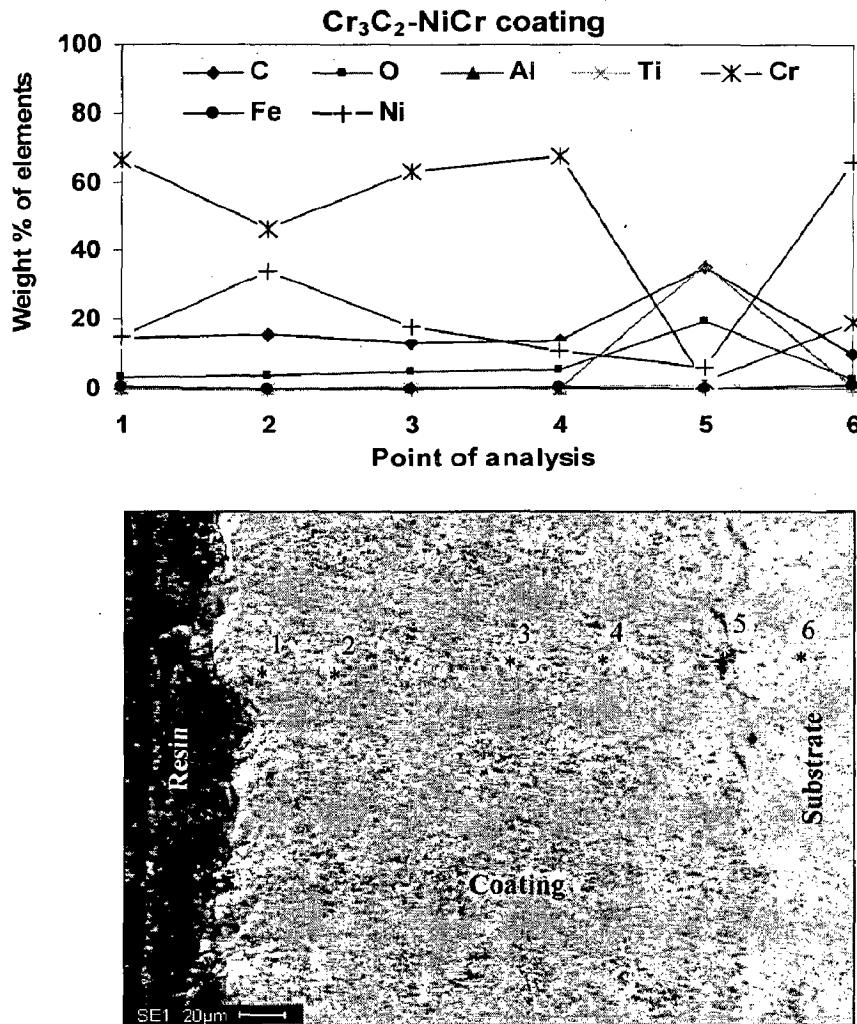 Cr₃C₂-NiCr coating
100
C O Al Ti Cr
Fe Ni
80
60
40
20
0
Weight % of elements
1 2 3 4 5 6
Point of analysis
1 2 3 4 5 6
Resin
Substrate
Coating
SE1 20µm